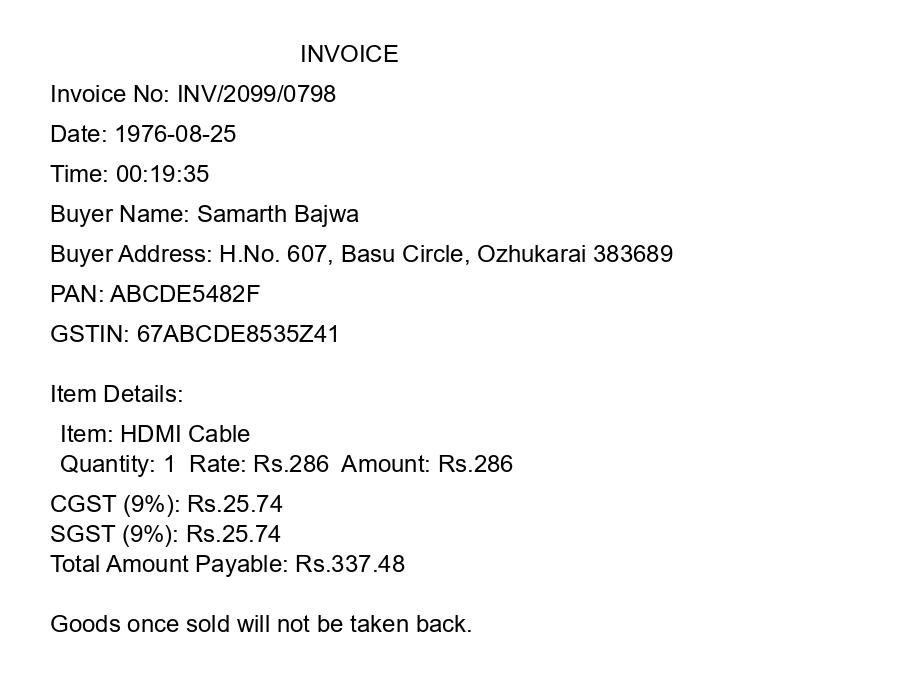 INVOICE
Invoice No: INV/2099/0798
Date: 1976-08-25
Time: 00:19:35
Buyer Name: Samarth Bajwa
Buyer Address: H.No. 607, Basu Circle, Ozhukarai 383689
PAN: ABCDE5482F
GSTIN: 67ABCDE8535Z41
Item Details:
Item: HDMI Cable
Quantity: 1  Rate: Rs.286  Amount: Rs.286
CGST (9%): Rs.25.74
SGST (9%): Rs.25.74
Total Amount Payable: Rs.337.48
Goods once sold will not be taken back.